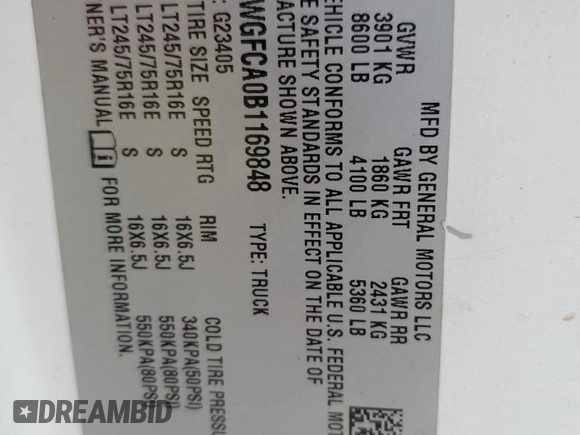 MFD BY GENERAL MOTORS LLC
GVWR GAWR FRT GAWR RR
3901 KG 1860 KG 2431 KG
8600 LB 4100 LB 5360 LB
VEHICLE CONFORMS TO ALL APPLICABLE U.S. FEDERAL MOT
E SAFETY STANDARDS IN EFFECT ON THE DATE OF
ACTURE SHOWN ABOVE.
WGFCA0B1169848 TYPE: TRUCK
: G23405
TIRE SIZE SPEED RTG RIM COLD TIRE PRESSU
LT245/75R16E S 16X6.5J 340KPA(50PSI)
LT245/75R16E S 16X6.5J 550KPA(80PSI)
LT245/75R16E S 16X6.5J 550KPA(80PSI)
NER'S MANUAL FOR MORE INFORMATION.
DREAMBID